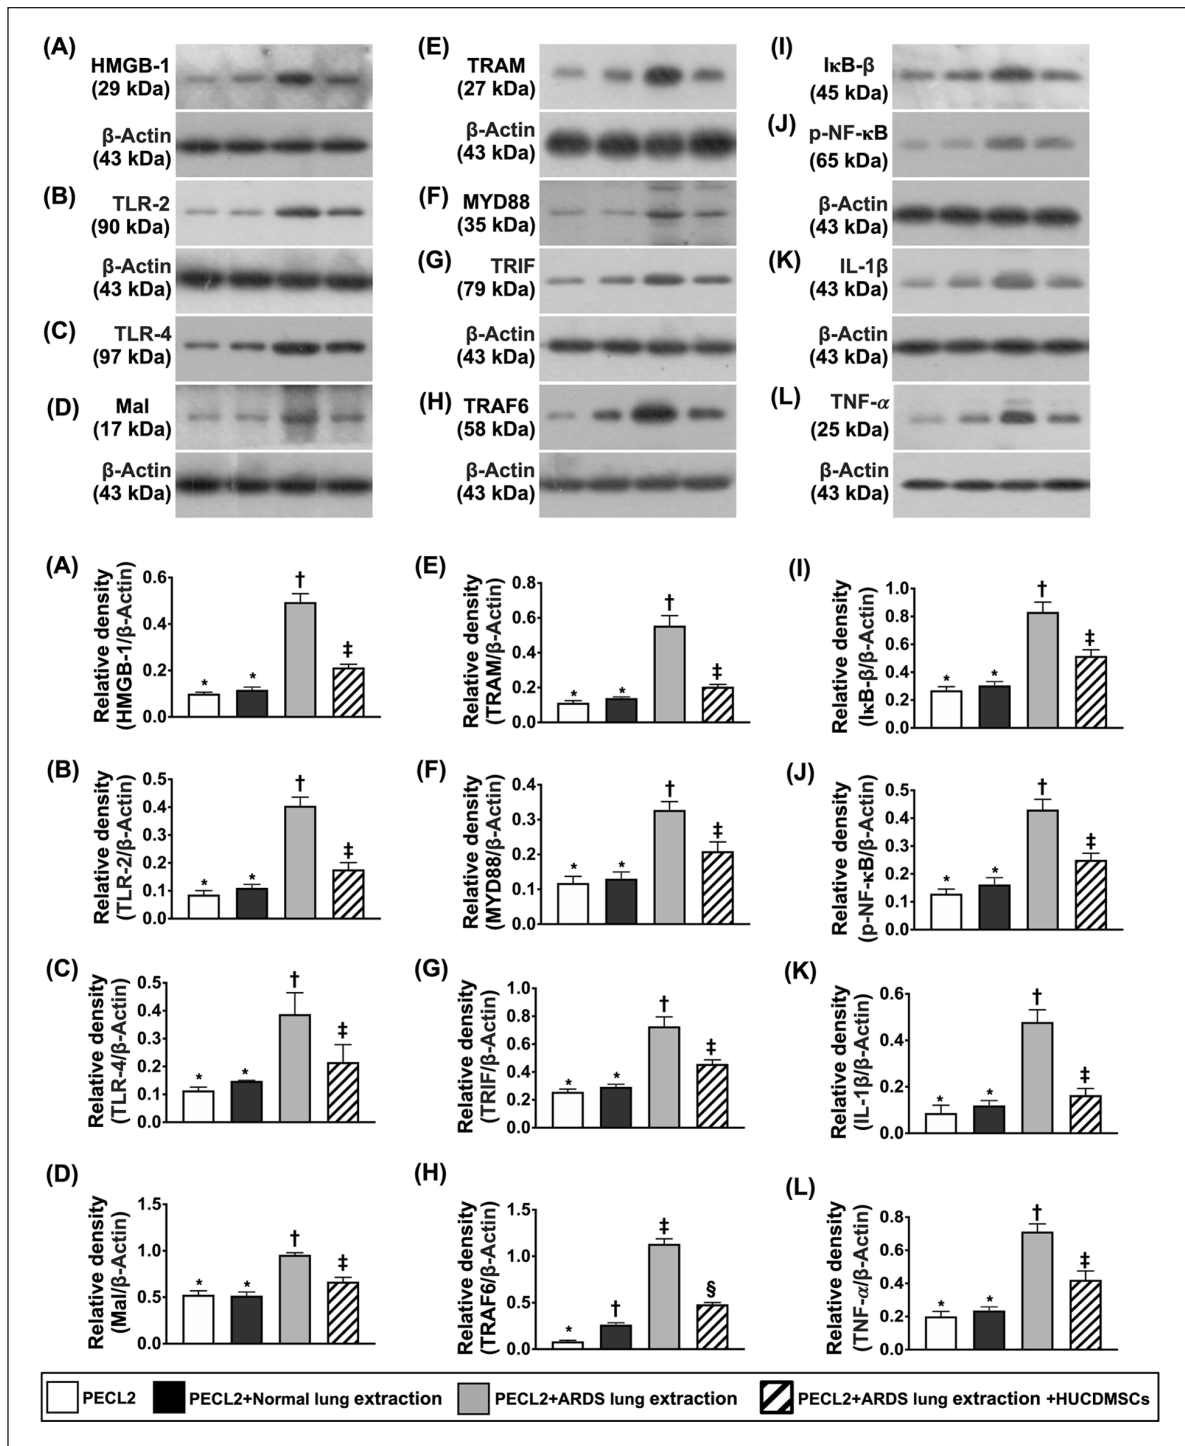 (A)
HMGB-1
(29 kDa)
β-Actin
(43 kDa)
(B)
TLR-2
(90 kDa)
β-Actin
(43 kDa)
(C)
TLR-4
(97 kDa)
(D)
Mal
(17 kDa)
β-Actin
(43 kDa)
(E)
TRAM
(27 kDa)
β-Actin
(43 kDa)
(F)
MYD88
(35 kDa)
(G)
TRIF
(79 kDa)
β-Actin
(43 kDa)
(H)
TRAF6
(58 kDa)
β-Actin
(43 kDa)
(I)
IκB-β
(45 kDa)
(J)
p-NF-κB
(65 kDa)
β-Actin
(43 kDa)
(K)
IL-1β
(43 kDa)
β-Actin
(43 kDa)
(L)
TNF-α
(25 kDa)
β-Actin
(43 kDa)
(A)
Relative density
(HMGB-1/β-Actin)
0.6
0.4
0.2
0.0
*
*
†
‡
(B)
Relative density
(TLR-2/β-Actin)
0.5
0.4
0.3
0.2
0.1
0.0
*
*
†
‡
(C)
Relative density
(TLR-4/β-Actin)
0.5
0.4
0.3
0.2
0.1
0.0
*
*
†
‡
(D)
Relative density
(Mal/β-Actin)
1.5
1.0
0.5
0.0
*
*
†
‡
(E)
Relative density
(TRAM/β-Actin)
0.8
0.6
0.4
0.2
0.0
*
*
†
‡
(F)
Relative density
(MYD88/β-Actin)
0.4
0.3
0.2
0.1
0.0
*
*
†
‡
(G)
Relative density
(TRIF/β-Actin)
1.0
0.8
0.6
0.4
0.2
0.0
*
*
†
‡
(H)
Relative density
(TRAF6/β-Actin)
1.5
1.0
0.5
0.0
*
†
‡
§
(I)
Relative density
(IκB-β/β-Actin)
1.0
0.8
0.6
0.4
0.2
0.0
*
*
†
‡
(J)
Relative density
(p-NF-κB/β-Actin)
0.5
0.4
0.3
0.2
0.1
0.0
*
*
†
‡
(K)
Relative density
(IL-1β/β-Actin)
0.6
0.4
0.2
0.0
*
*
†
‡
(L)
Relative density
(TNF-α/β-Actin)
0.8
0.6
0.4
0.2
0.0
*
*
†
‡
PECL2
PECL2+Normal lung extraction
PECL2+ARDS lung extraction
PECL2+ARDS lung extraction +HUCDMSCs